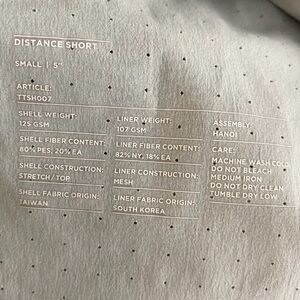 DISTANCE SHORT
SMALL | 5"
ARTICLE:
TTSH007
SHELL WEIGHT:
125 GSM
SHELL FIBER CONTENT:
80% PES, 20% EA
SHELL CONSTRUCTION:
STRETCH / TOP
SHELL FABRIC ORIGIN:
TAIWAN
LINER WEIGHT:
107 GSM
LINER FIBER CONTENT:
82% NY, 18% EA
LINER CONSTRUCTION:
MESH
LINER FABRIC ORIGIN:
SOUTH KOREA
ASSEMBLY:
HANOI
CARE:
MACHINE WASH COLD
DO NOT BLEACH
MEDIUM IRON
DO NOT DRY CLEAN
TUMBLE DRY LOW